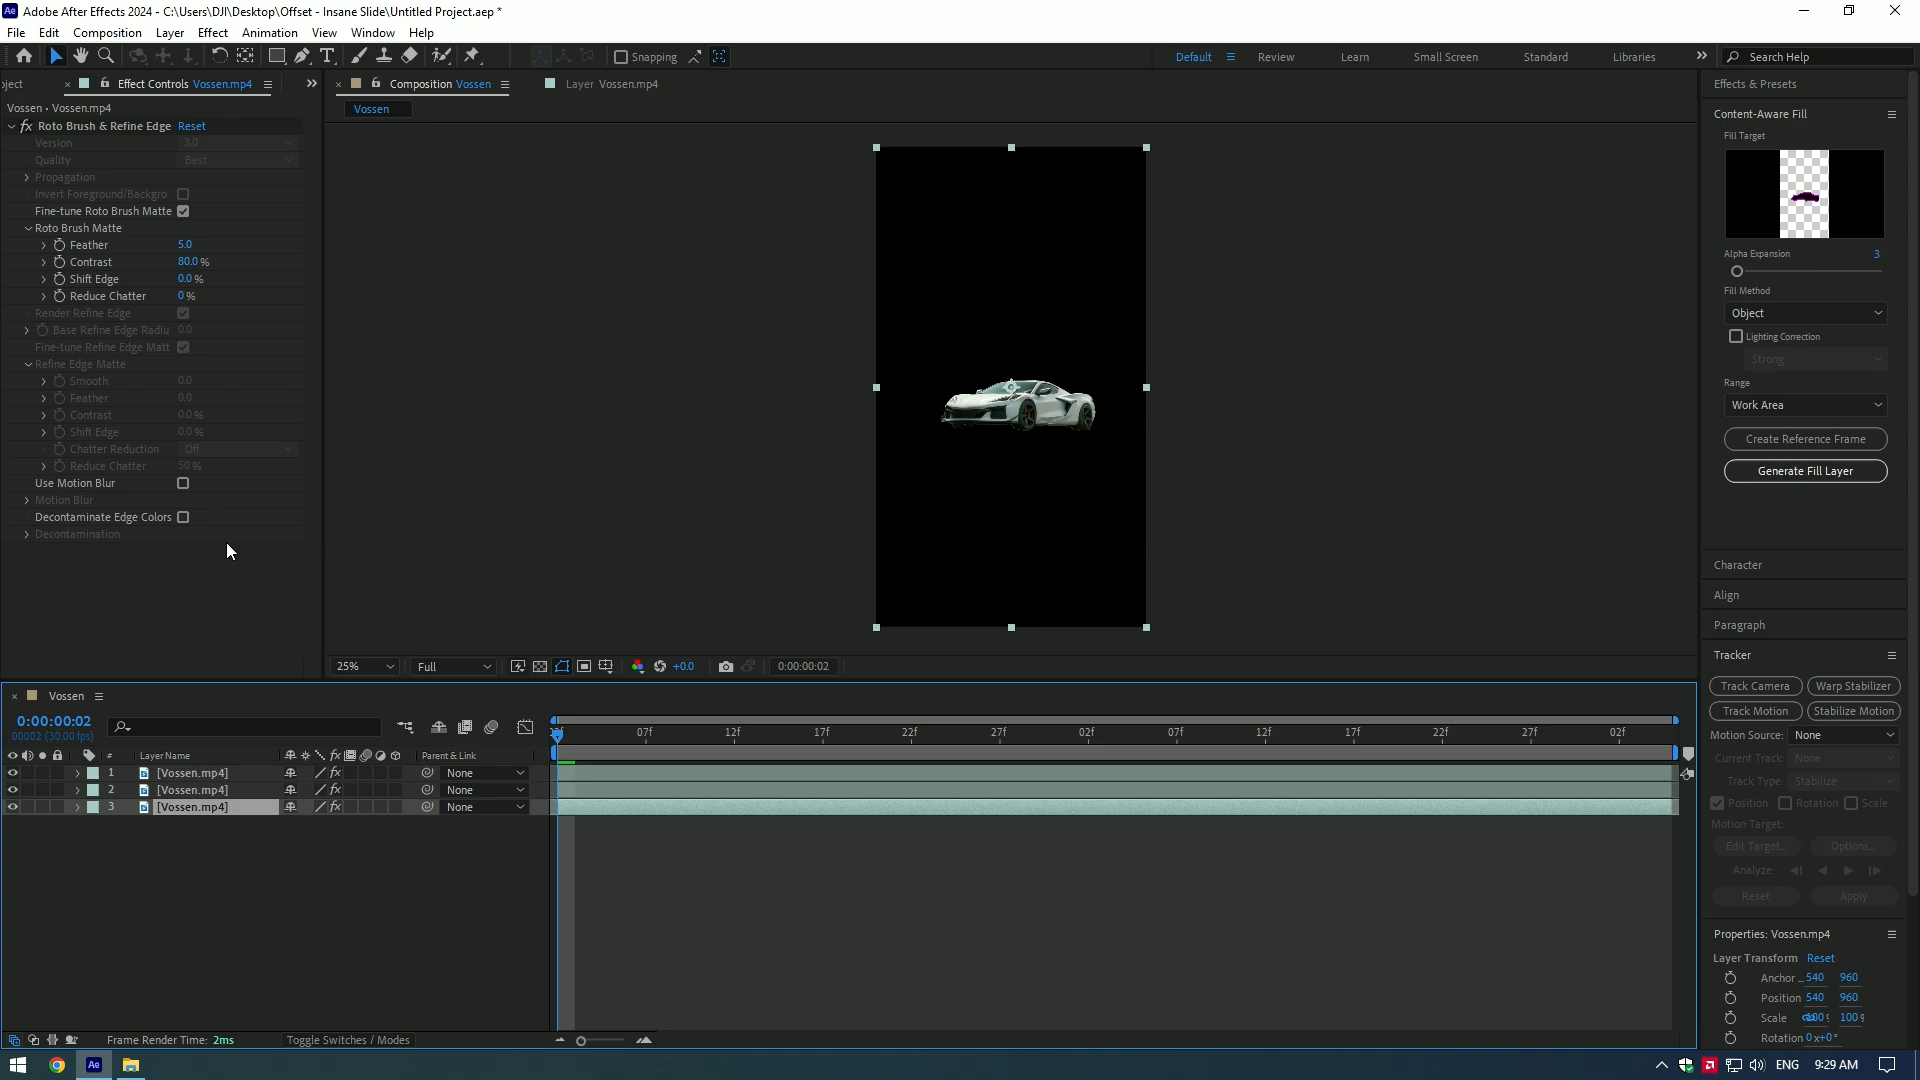 Adobe After Effects 2024 - C:\Users\DJI\Desktop\Offset - Insane Slide\Untitled Project.aep *
File Edit Composition Layer Effect Animation View Window Help
Snapping
Default Review Learn Small Screen Standard Libraries Search Help
oject Effect Controls Vossen.mp4 Composition Vossen Layer Vossen.mp4
Vossen • Vossen.mp4
Vossen
fx Roto Brush & Refine Edge Reset
Version 3.0
Quality Best
Propagation
Invert Foreground/Backgro
Fine-tune Roto Brush Matte
Roto Brush Matte
Feather 5.0
Contrast 80.0 %
Shift Edge 0.0 %
Reduce Chatter 0 %
Render Refine Edge
Base Refine Edge Radiu 0.0
Fine-tune Refine Edge Matt
Refine Edge Matte
Smooth 0.0
Feather 0.0
Contrast 0.0 %
Shift Edge 0.0 %
Chatter Reduction Off
Reduce Chatter 50 %
Use Motion Blur
Motion Blur
Decontaminate Edge Colors
Decontamination
Effects & Presets
Content-Aware Fill
Fill Target
Alpha Expansion 3
Fill Method
Object
Lighting Correction
Strong
Range
Work Area
Create Reference Frame
Generate Fill Layer
Character
Align
Paragraph
Tracker
Track Camera Warp Stabilizer
Track Motion Stabilize Motion
Motion Source: None
Current Track: None
Track Type: Stabilize
Position Rotation Scale
Motion Target:
Edit Target... Options...
Analyze:
Reset Apply
Properties: Vossen.mp4
Layer Transform Reset
Anchor ... 540 960
Position 540 960
Scale 100 % 100 %
Rotation 0x+0°
25% Full +0.0 0:00:00:02
Vossen
0:00:00:02
00002 (30.00 fps)
07f 12f 17f 22f 27f 02f 07f 12f 17f 22f 27f 02f
# Layer Name fx Parent & Link
1 [Vossen.mp4] fx None
2 [Vossen.mp4] fx None
3 [Vossen.mp4] fx None
Frame Render Time: 2ms Toggle Switches / Modes
Ae ENG 9:29 AM